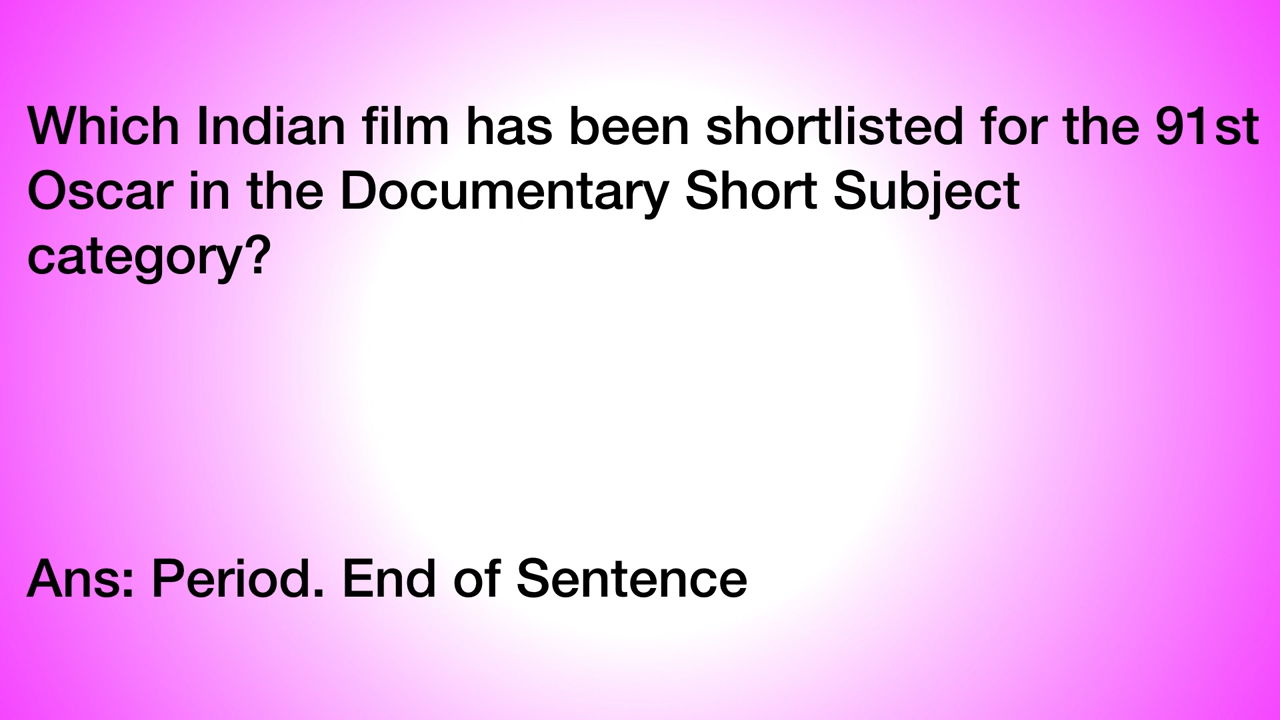 Which Indian film has been shortlisted for the 91st
Oscar in the Documentary Short Subject
category?
Ans: Period. End of Sentence